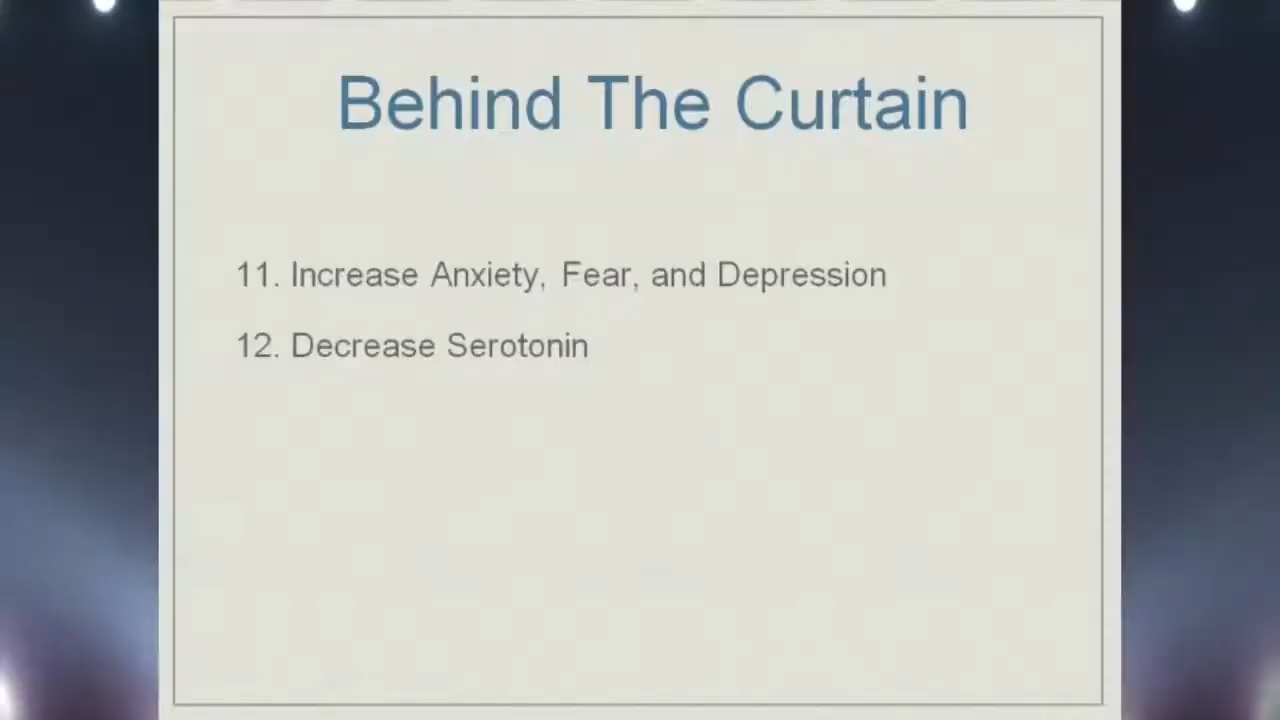 Behind The Curtain
11. Increase Anxiety, Fear, and Depression
12. Decrease Serotonin